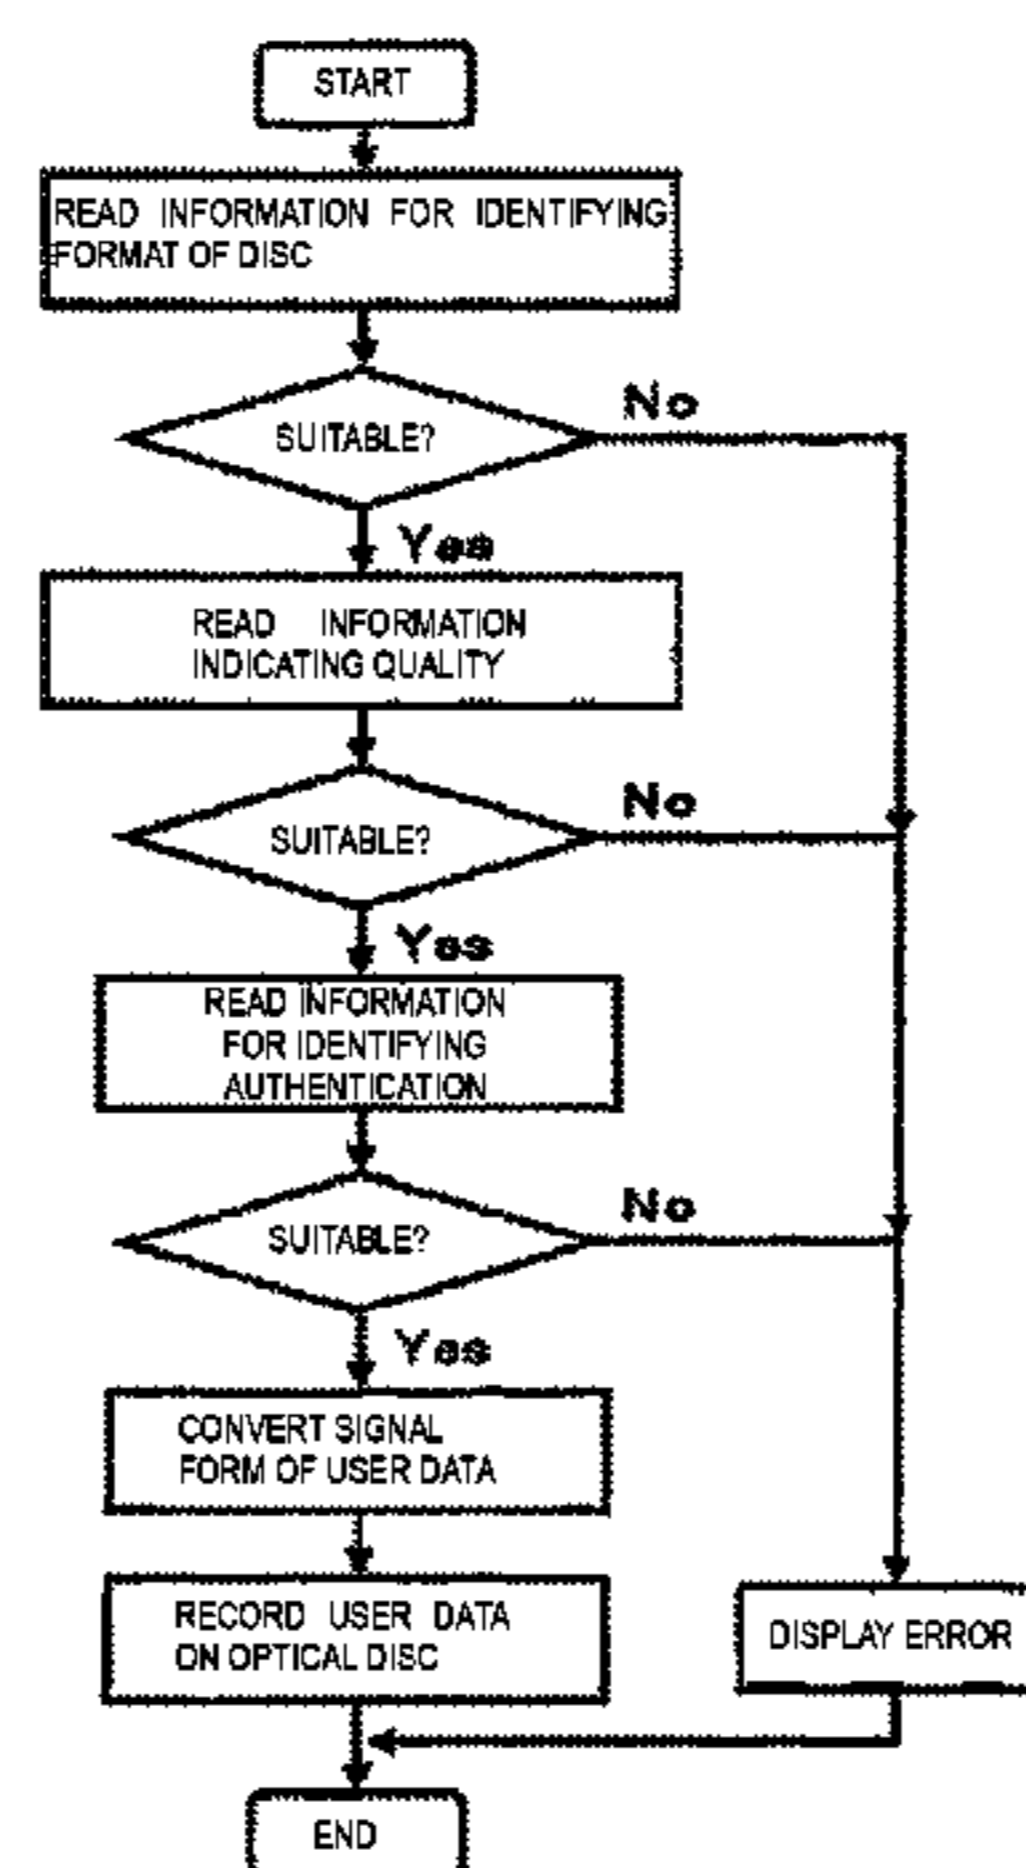 START
READ INFORMATION FOR IDENTIFYING
FORMAT OF DISC
SUITABLE?
No
Yes
READ INFORMATION
INDICATING QUALITY
SUITABLE?
No
Yes
READ INFORMATION
FOR IDENTIFYING
AUTHENTICATION
SUITABLE?
No
Yes
CONVERT SIGNAL
FORM OF USER DATA
RECORD USER DATA
ON OPTICAL DISC
DISPLAY ERROR
END